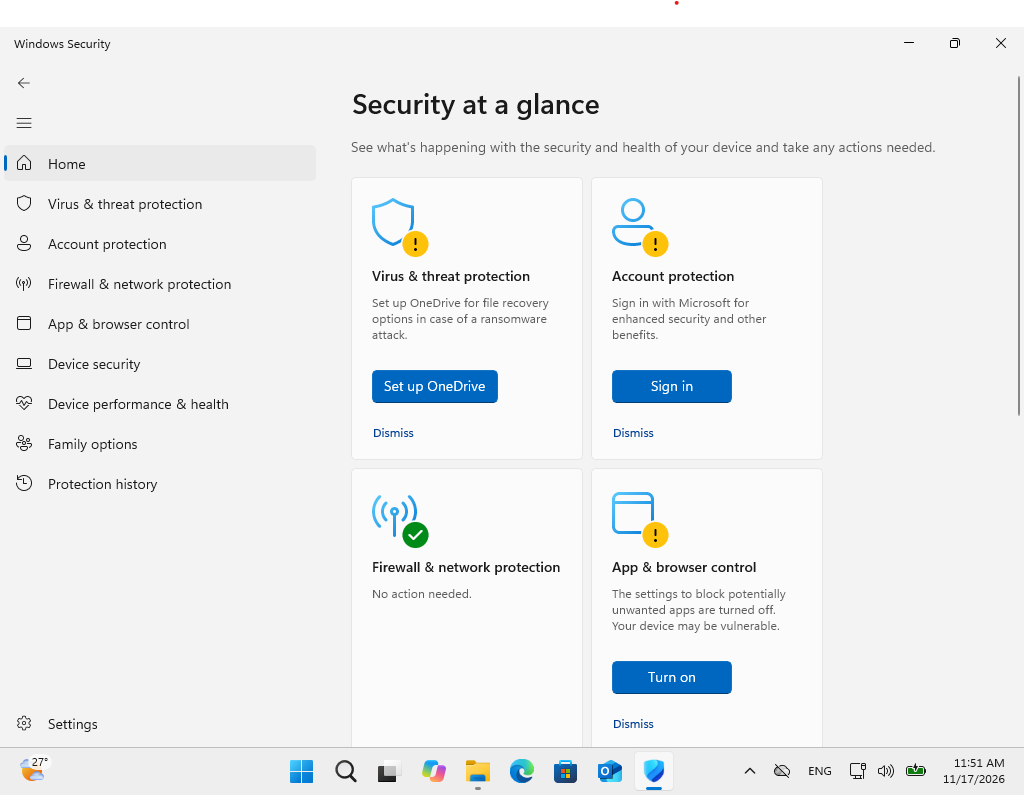 Windows Security
Home
Virus & threat protection
Account protection
Firewall & network protection
App & browser control
Device security
Device performance & health
Family options
Protection history
Settings
Security at a glance
See what's happening with the security and health of your device and take any actions needed.
Virus & threat protection
Set up OneDrive for file recovery
options in case of a ransomware
attack.
Set up OneDrive
Dismiss
Account protection
Sign in with Microsoft for
enhanced security and other
benefits.
Sign in
Dismiss
Firewall & network protection
No action needed.
App & browser control
The settings to block potentially
unwanted apps are turned off.
Your device may be vulnerable.
Turn on
Dismiss
27°
ENG
11:51 AM
11/17/2026